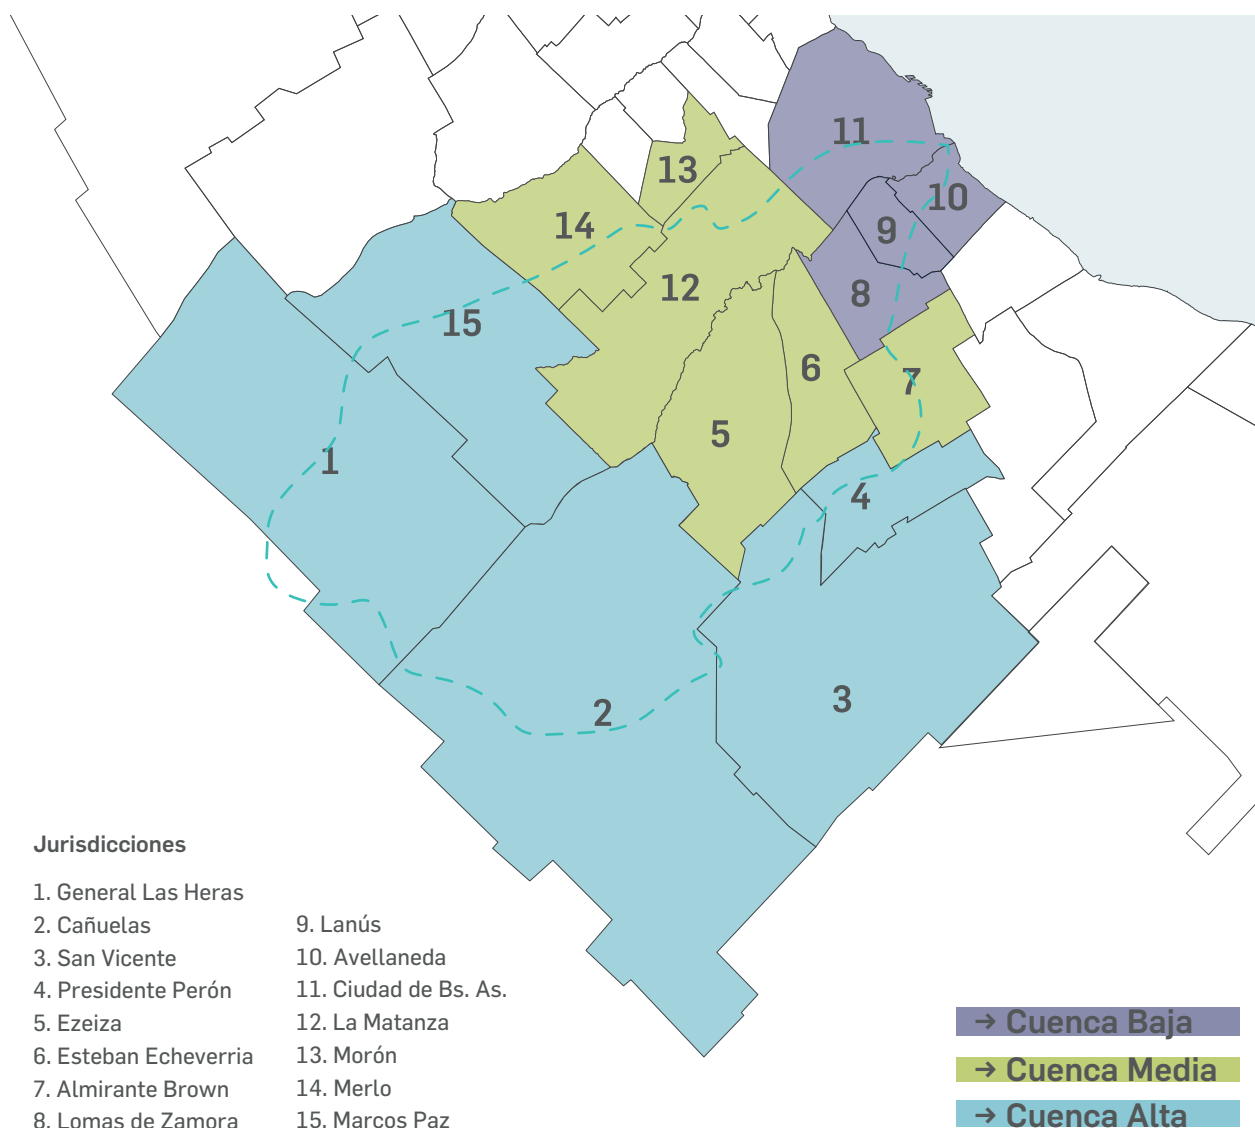 11
13
10
14
9
12
8
15
6
7
5
1
4
3
2
Jurisdicciones
1. General Las Heras
2. Cañuelas
3. San Vicente
4. Presidente Perón
5. Ezeiza
6. Esteban Echeverria
7. Almirante Brown
8. Lomas de Zamora
9. Lanús
10. Avellaneda
11. Ciudad de Bs. As.
12. La Matanza
13. Morón
14. Merlo
15. Marcos Paz
→ Cuenca Baja
→ Cuenca Media
→ Cuenca Alta